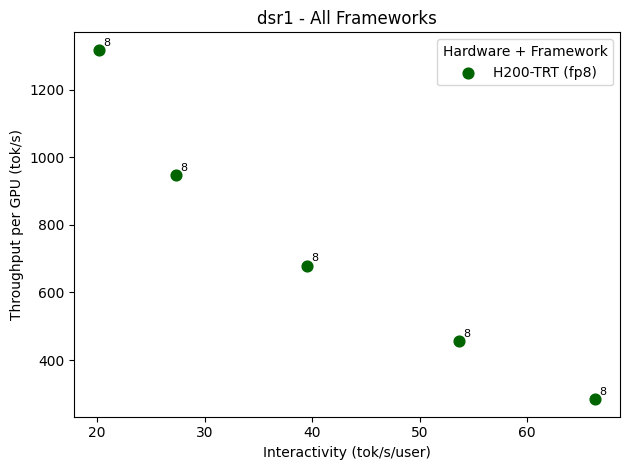 dsr1 - All Frameworks
Hardware + Framework
H200-TRT (fp8)
8
8
8
8
8
1200
1000
800
600
400
Throughput per GPU (tok/s)
20 30 40 50 60
Interactivity (tok/s/user)